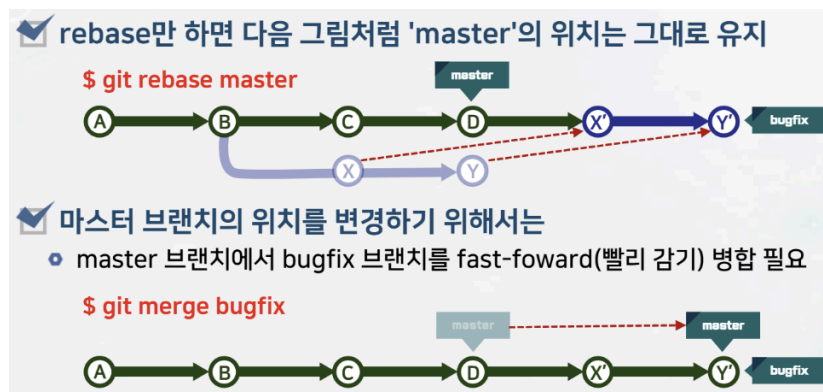 rebase만 하면 다음 그림처럼 'master'의 위치는 그대로 유지
$ git rebase master
master
A B C D X' Y' bugfix
X Y
마스터 브랜치의 위치를 변경하기 위해서는
master 브랜치에서 bugfix 브랜치를 fast-foward(빨리 감기) 병합 필요
$ git merge bugfix
master master
A B C D X' Y' bugfix